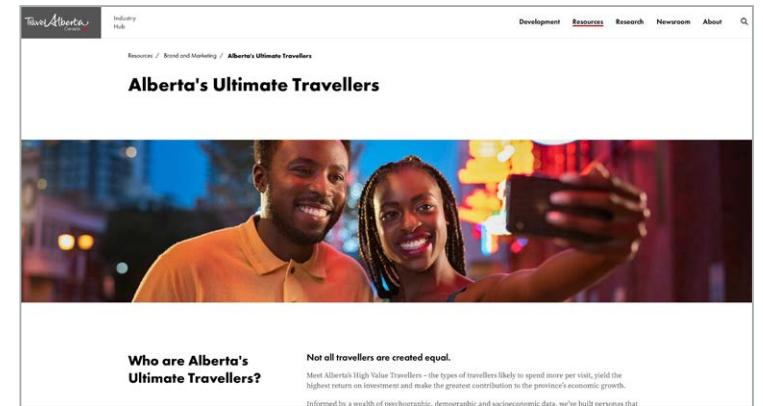 Travel Alberta
Canada
Industry
Hub
Development Resources Research Newsroom About
Resources / Brand and Marketing / Alberta's Ultimate Travellers
Alberta's Ultimate Travellers
Who are Alberta's
Ultimate Travellers?
Not all travellers are created equal.
Meet Alberta's High Value Travellers – the types of travellers likely to spend more per visit, yield the
highest return on investment and make the greatest contribution to the province's economic growth.
Informed by a wealth of psychographic, demographic and socioeconomic data, we've built personas that